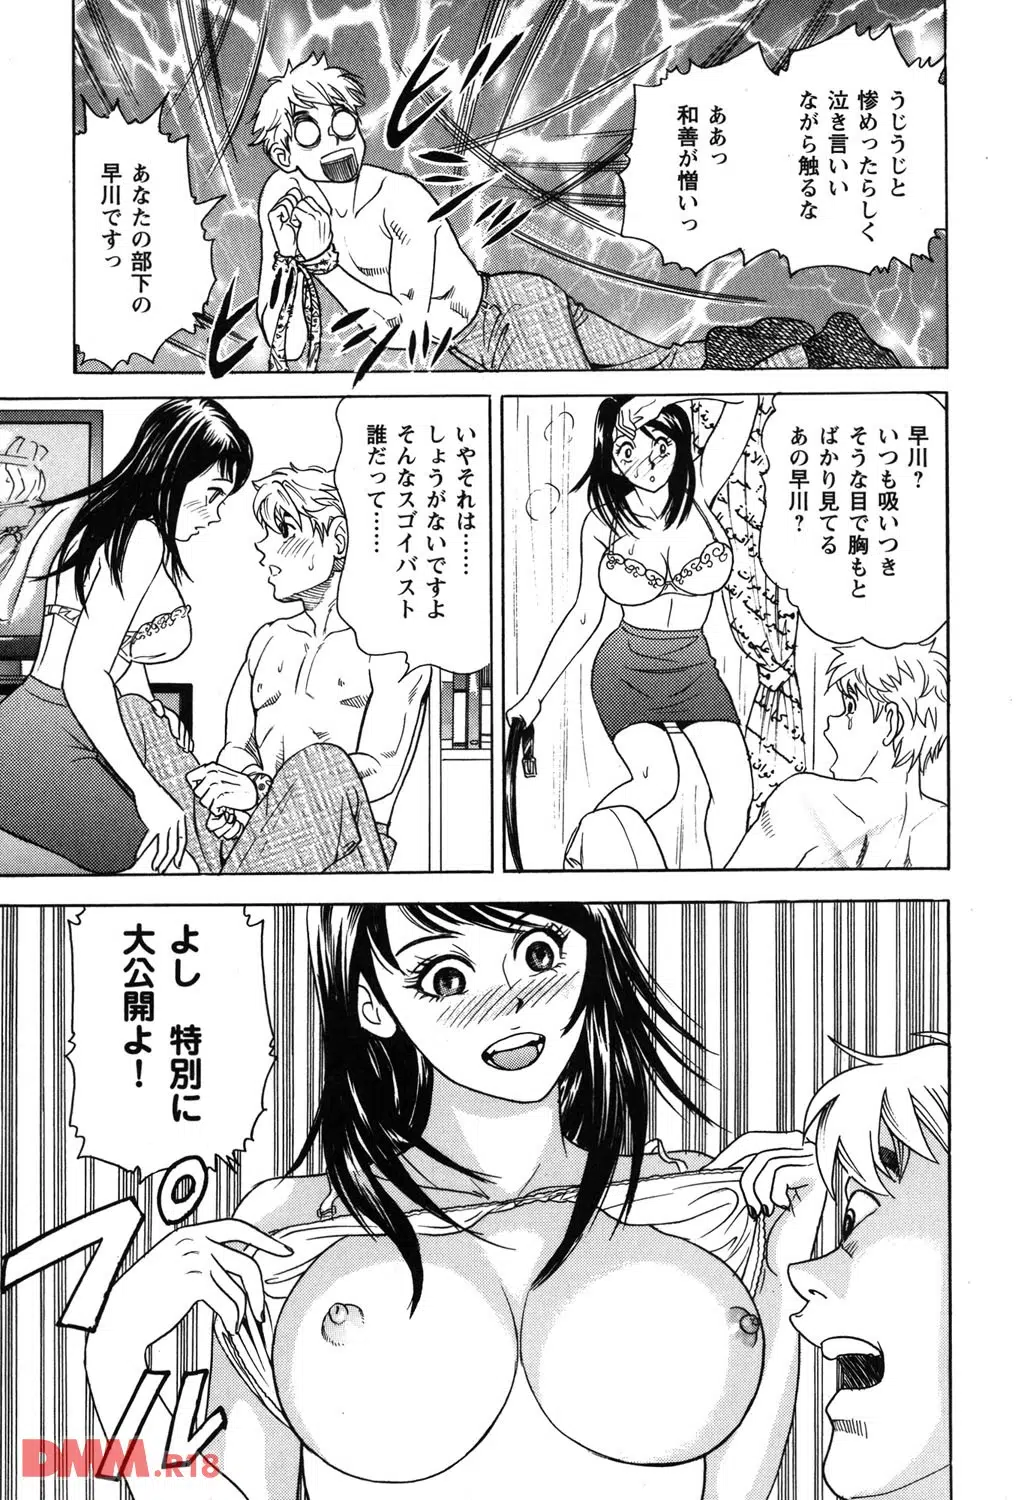 うじうじと
惨めったらしく
泣き言いい
ながら触るな
ああっ
和善が憎いっ
ビシッ
ビシッ
ビシッ
あなたの部下の
早川ですっ
早川?
いつも吸いつき
そうな目で胸もと
ばかり見てる
あの早川?
いやそれは……
しょうがないですよ
そんなスゴイバスト
誰だって……
よし 特別に
大公開よ!
プルル
DMM.R18